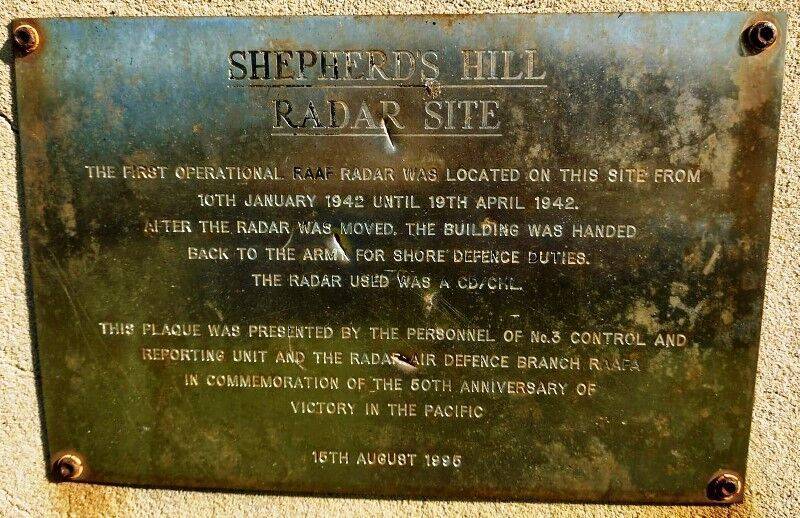 SHEPHERD'S HILL
RADAR SITE
THE FIRST OPERATIONAL RAAF RADAR WAS LOCATED ON THIS SITE FROM
10TH JANUARY 1942 UNTIL 19TH APRIL 1942.
AFTER THE RADAR WAS MOVED, THE BUILDING WAS HANDED
BACK TO THE ARMY FOR SHORE DEFENCE DUTIES.
THE RADAR USED WAS A CD/CHL.
THIS PLAQUE WAS PRESENTED BY THE PERSONNEL OF No.3 CONTROL AND
REPORTING UNIT AND THE RADAR AIR DEFENCE BRANCH RAAFA
IN COMMEMORATION OF THE 50TH ANNIVERSARY OF
VICTORY IN THE PACIFIC
15TH AUGUST 1995